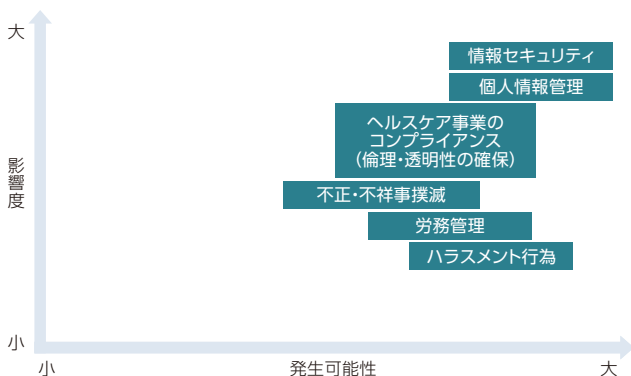 大
情報セキュリティ
個人情報管理
ヘルスケア事業の
コンプライアンス
(倫理・透明性の確保)
影響度
不正・不祥事撲滅
労務管理
ハラスメント行為
小
小
発生可能性
大